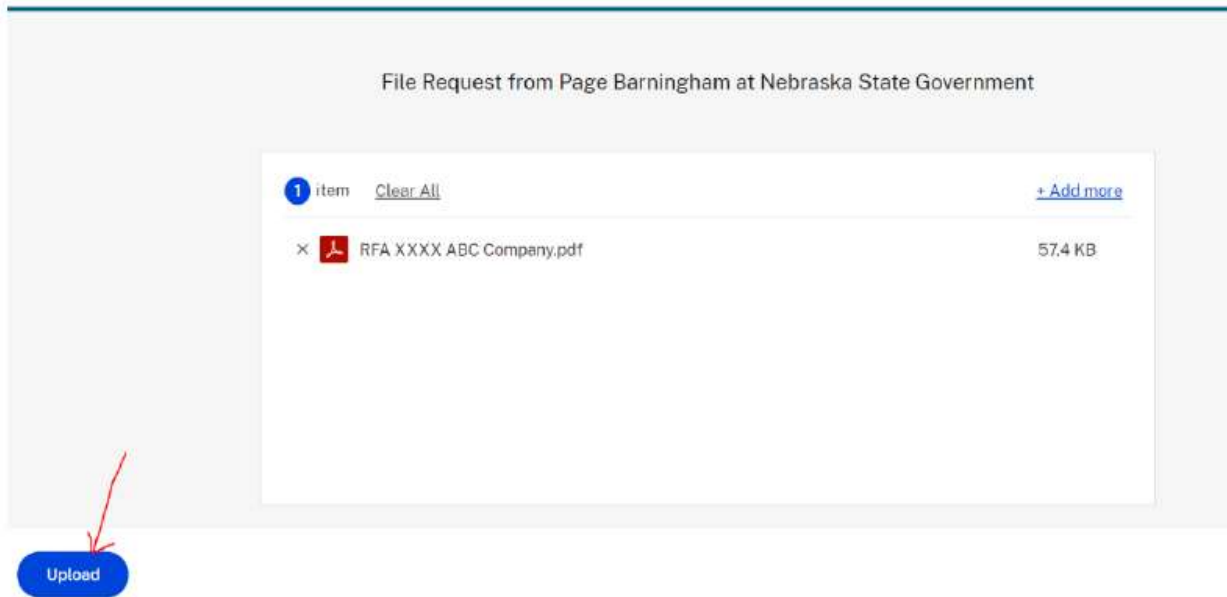 File Request from Page Barningham at Nebraska State Government
1 item Clear All + Add more
× RFA XXXX ABC Company.pdf 57.4 KB
Upload